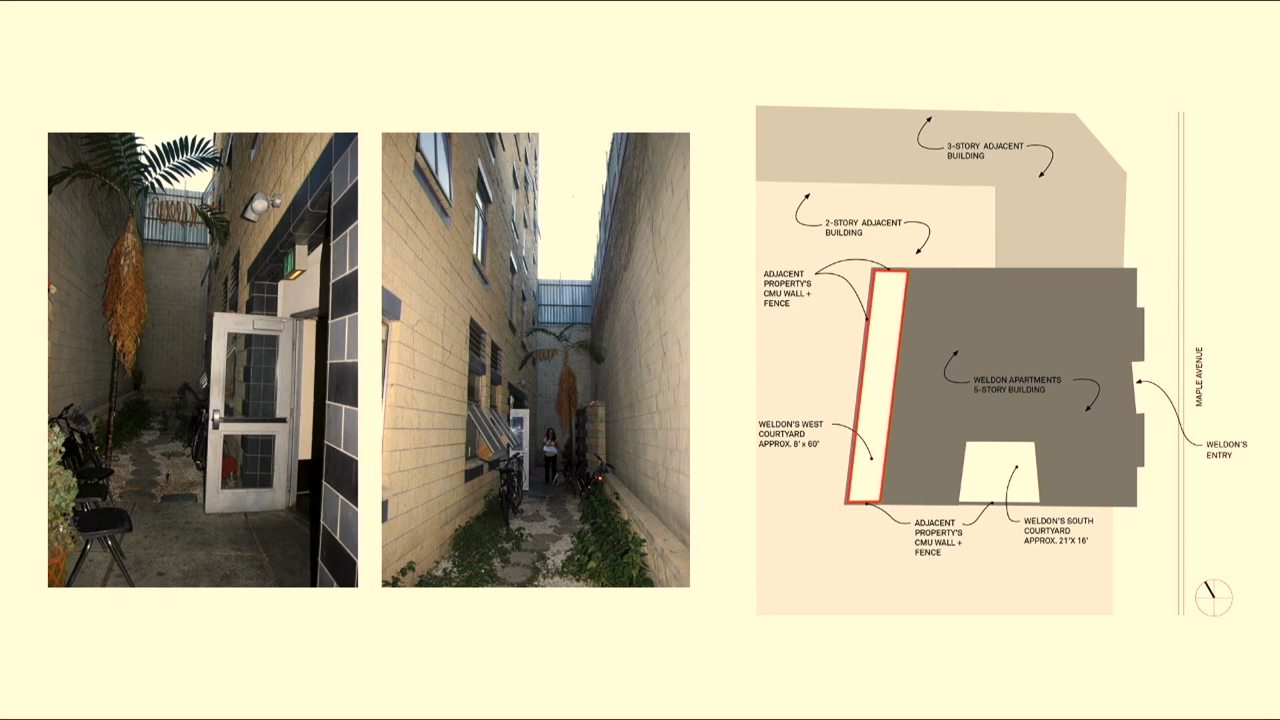 3-STORY ADJACENT
BUILDING
2-STORY ADJACENT
BUILDING
ADJACENT
PROPERTY'S
CMU WALL +
FENCE
WELDON APARTMENTS
5-STORY BUILDING
MAPLE AVENUE
WELDON'S WEST
COURTYARD
APPROX. 8' x 60'
WELDON'S
ENTRY
ADJACENT
PROPERTY'S
CMU WALL +
FENCE
WELDON'S SOUTH
COURTYARD
APPROX. 21'X 16'